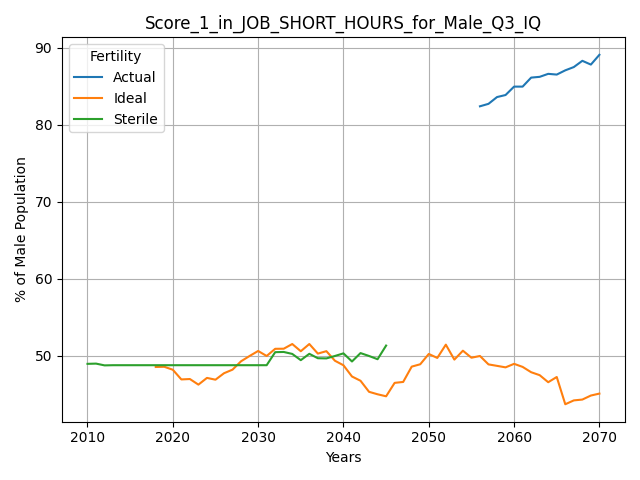 Score_1_in_JOB_SHORT_HOURS_for_Male_Q3_IQ
Fertility
Actual
Ideal
Sterile
% of Male Population
90
80
70
60
50
2010 2020 2030 2040 2050 2060 2070
Years